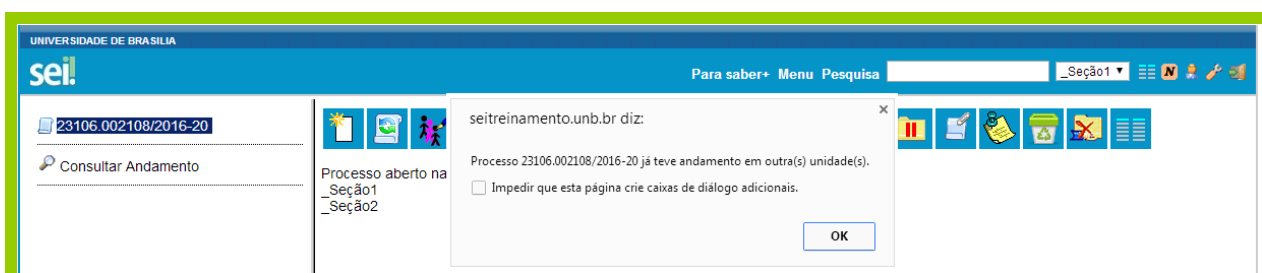 UNIVERSIDADE DE BRASILIA
sei!
Para saber+ Menu Pesquisa
_Seção1
N
23106.002108/2016-20
Consultar Andamento
Processo aberto na
_Seção1
_Seção2
seitreinamento.unb.br diz:
×
Processo 23106.002108/2016-20 já teve andamento em outra(s) unidade(s).
Impedir que esta página crie caixas de diálogo adicionais.
OK